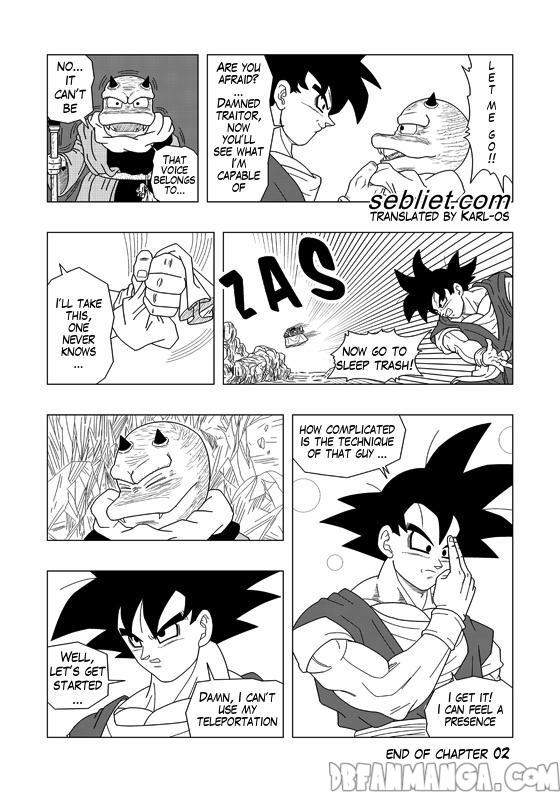 NO...
IT
CAN'T
BE
THAT
VOICE
BELONGS
TO...
ARE YOU
AFRAID?
...
DAMNED
TRAITOR,
NOW
YOU'LL
SEE WHAT
I'M
CAPABLE
OF
LET ME GO!!
sebliet.com
TRANSLATED BY KARL-OS
I'LL TAKE
THIS,
ONE
NEVER
KNOWS
...
ZAS
NOW GO TO
SLEEP TRASH!
HOW COMPLICATED
IS THE TECHNIQUE
OF THAT GUY ...
WELL,
LET'S GET
STARTED
...
DAMN, I CAN'T
USE MY
TELEPORTATION
I GET IT!
I CAN FEEL A
PRESENCE
END OF CHAPTER 02
DBFANMANGA.COM